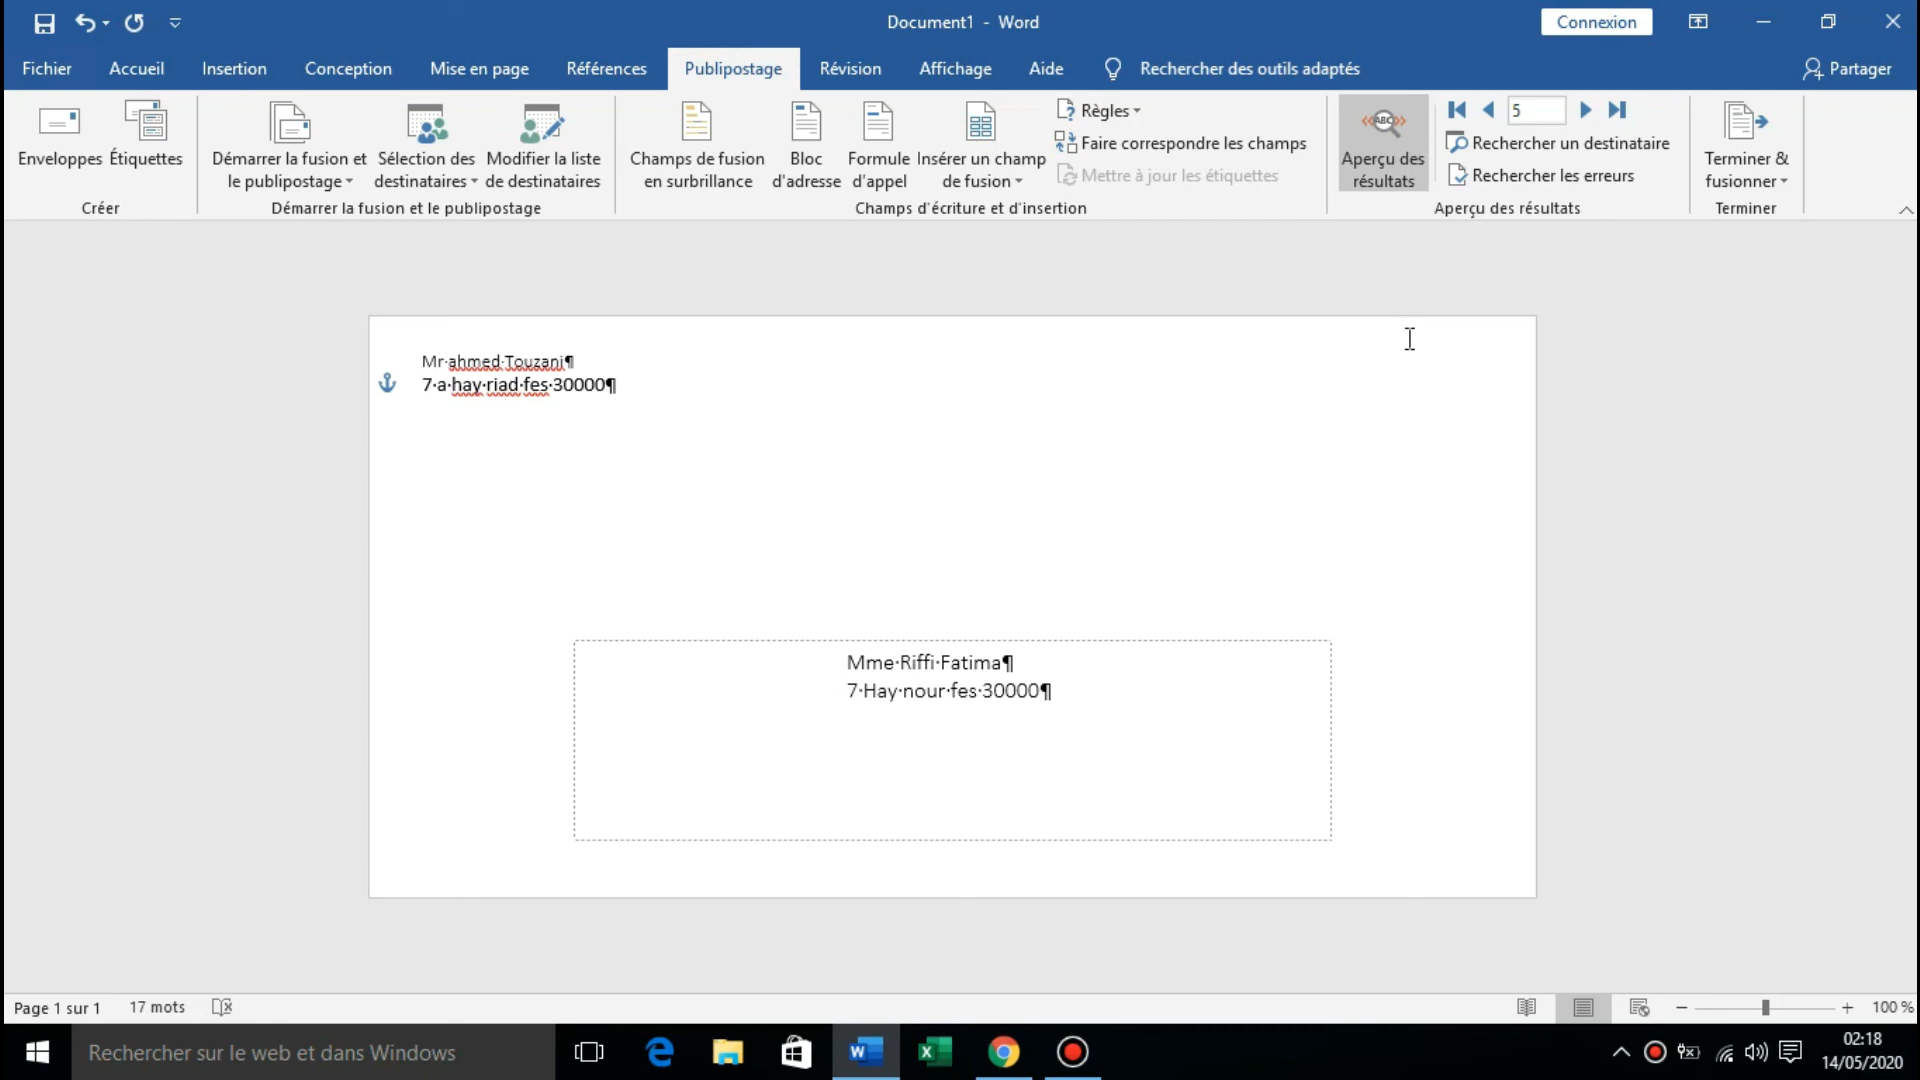 Document1 - Word
Connexion
Fichier Accueil Insertion Conception Mise en page Références Publipostage Révision Affichage Aide Rechercher des outils adaptés Partager
Enveloppes Étiquettes
Créer
Démarrer la fusion et
le publipostage
Sélection des
destinataires
Modifier la liste
de destinataires
Démarrer la fusion et le publipostage
Champs de fusion
en surbrillance
Bloc
d'adresse
Formule
d'appel
Insérer un champ
de fusion
Règles
Faire correspondre les champs
Mettre à jour les étiquettes
Champs d'écriture et d'insertion
ABC
Aperçu des
résultats
5
Rechercher un destinataire
Rechercher les erreurs
Aperçu des résultats
Terminer &
fusionner
Terminer
Mr·ahmed·Touzani¶
7·a·hay·riad·fes·30000¶
Mme·Riffi·Fatima¶
7·Hay·nour·fes·30000¶
Page 1 sur 1 17 mots
100 %
Rechercher sur le web et dans Windows
02:18
14/05/2020